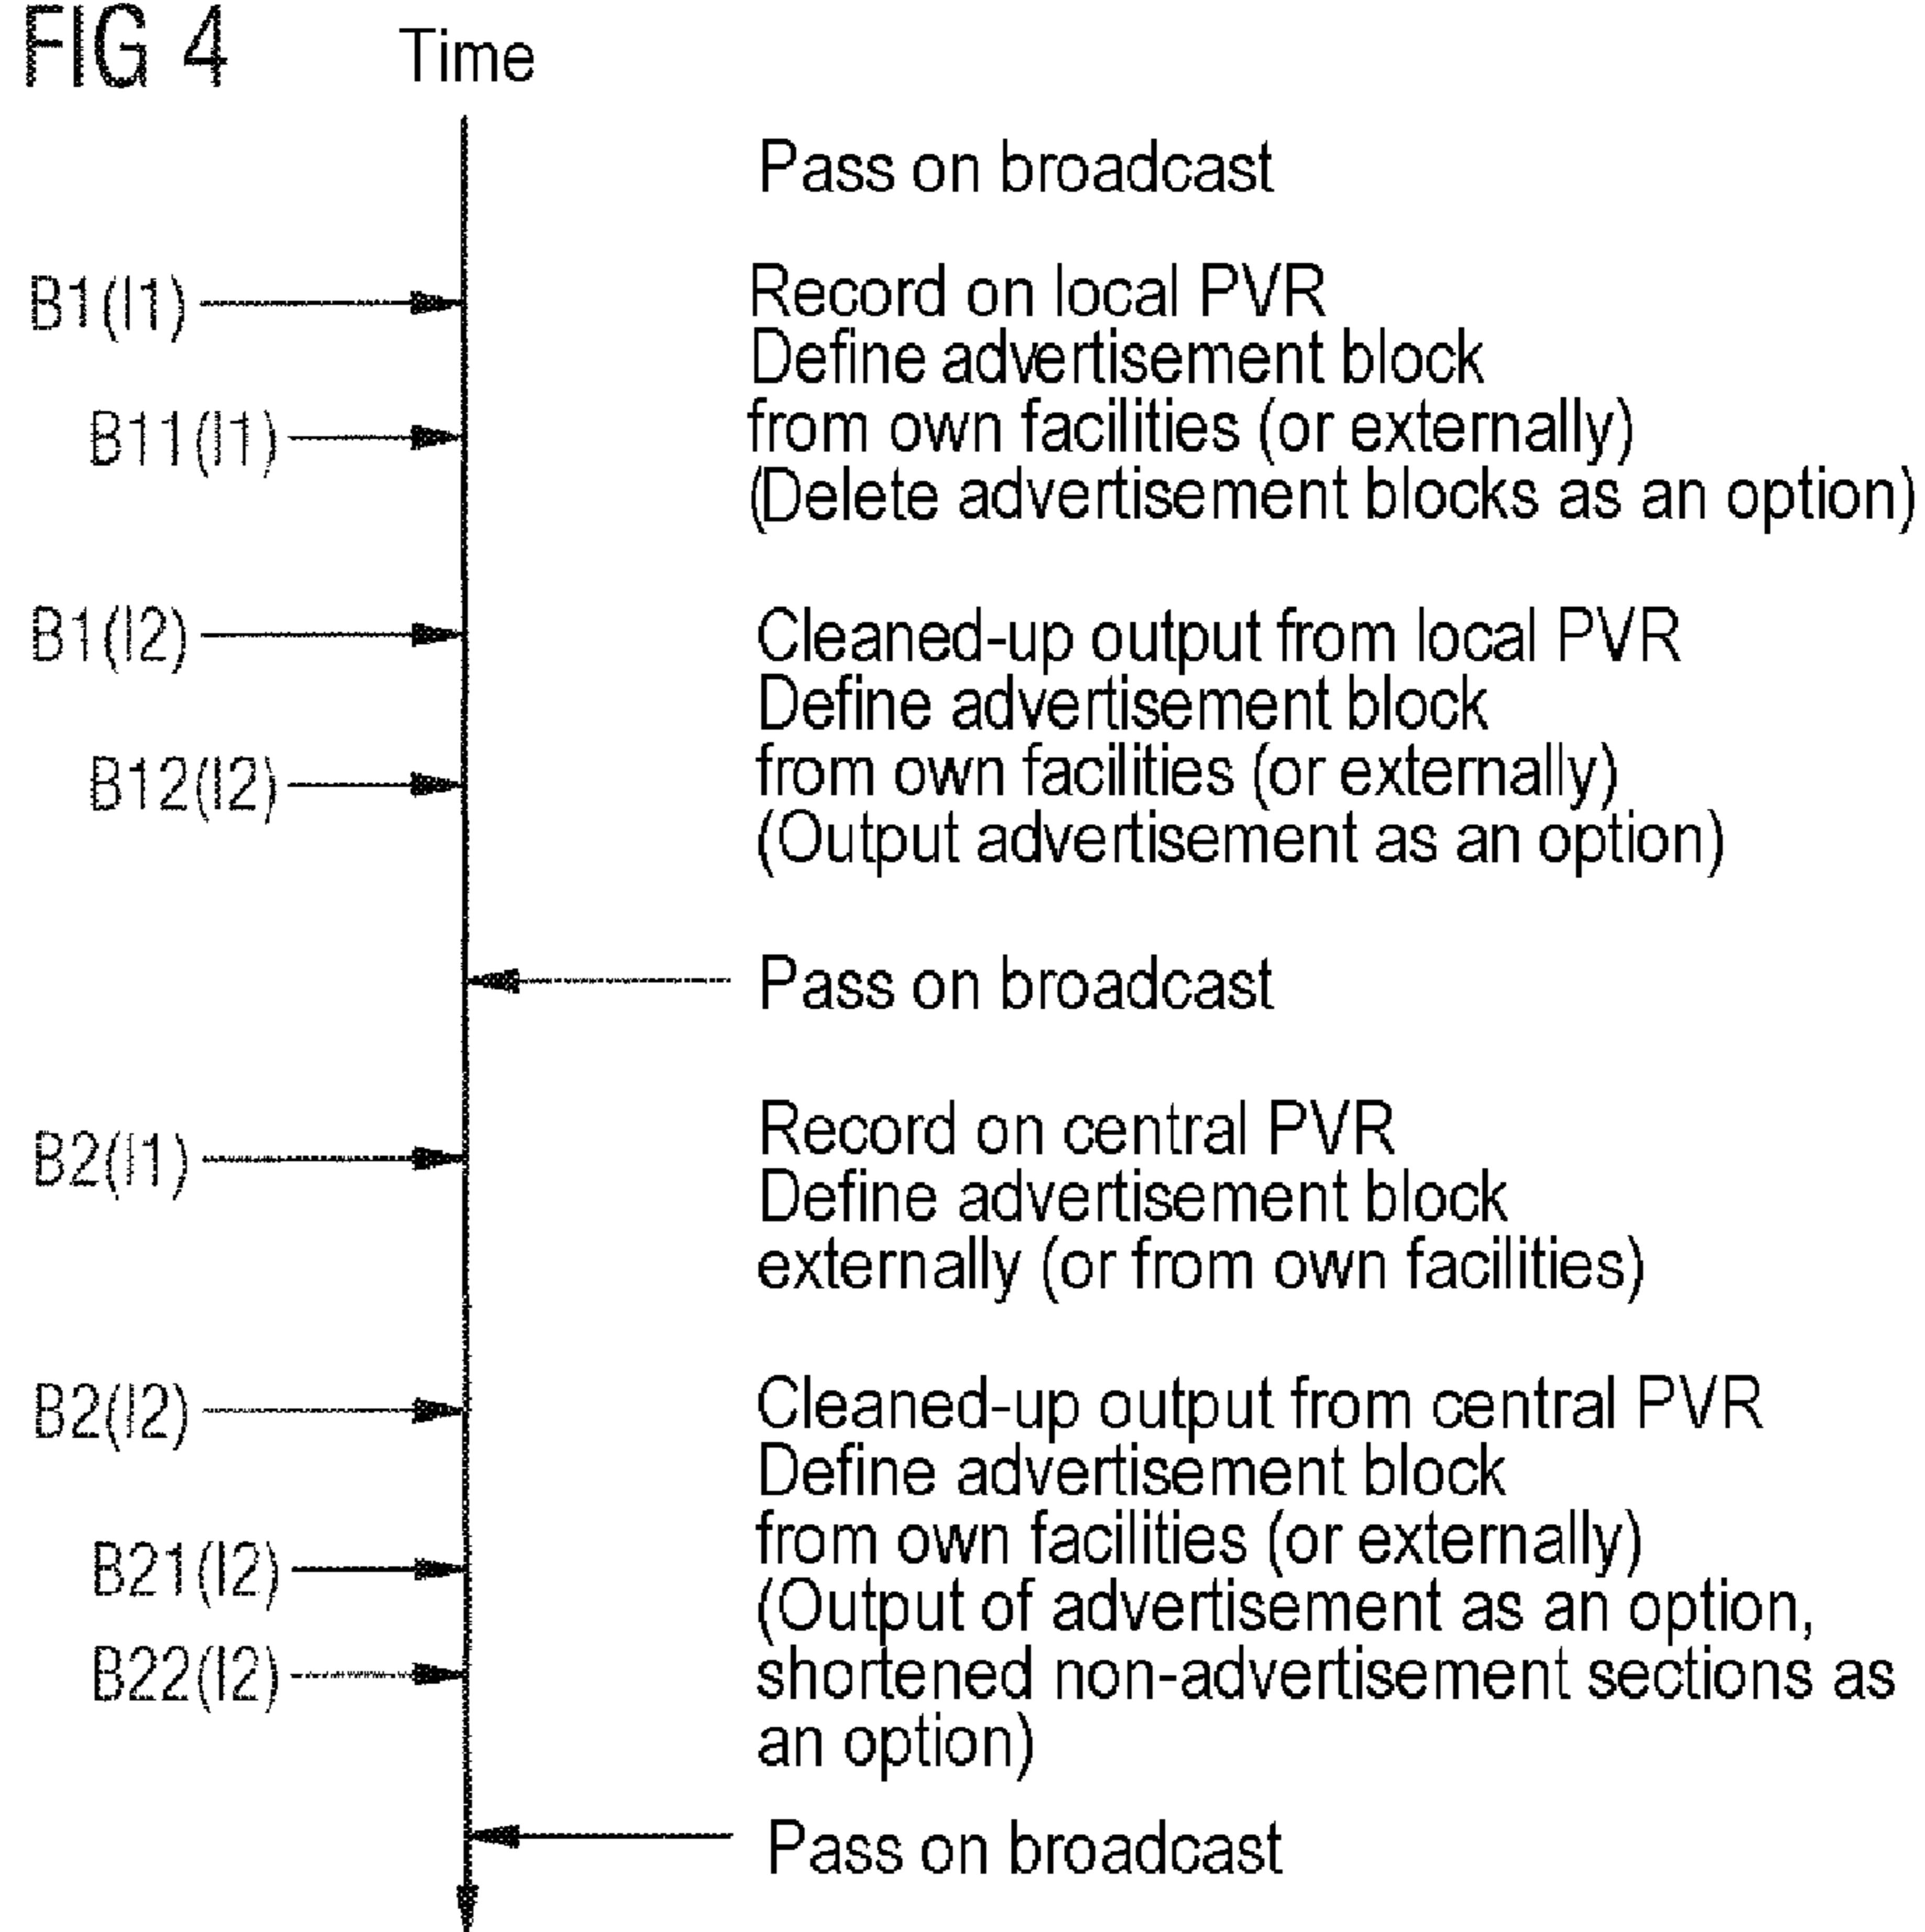 FIG 4
Time
Pass on broadcast
B1(I1)
Record on local PVR
Define advertisement block
B11(I1)
from own facilities (or externally)
(Delete advertisement blocks as an option)
B1(I2)
Cleaned-up output from local PVR
Define advertisement block
B12(I2)
from own facilities (or externally)
(Output advertisement as an option)
Pass on broadcast
B2(I1)
Record on central PVR
Define advertisement block
externally (or from own facilities)
B2(I2)
Cleaned-up output from central PVR
Define advertisement block
from own facilities (or externally)
B21(I2)
(Output of advertisement as an option,
B22(I2)
shortened non-advertisement sections as
an option)
Pass on broadcast